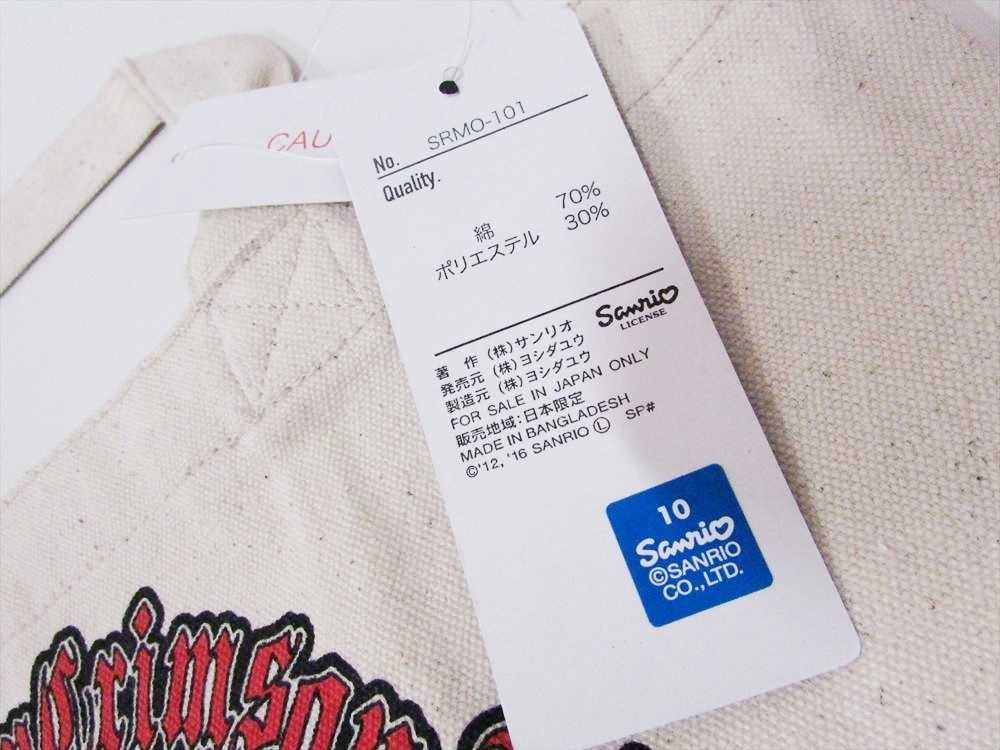 CAU
No. SRMO-101
Quality.
綿 70%
ポリエステル 30%
Sanrio
LICENSE
著 作 (株)サンリオ
発売元 (株)ヨシダユウ
製造元 (株)ヨシダユウ
FOR SALE IN JAPAN ONLY
販売地域:日本限定
MADE IN BANGLADESH
©'12, '16 SANRIO Ⓛ SP#
10
Sanrio
©SANRIO
CO.,LTD.
Crimson